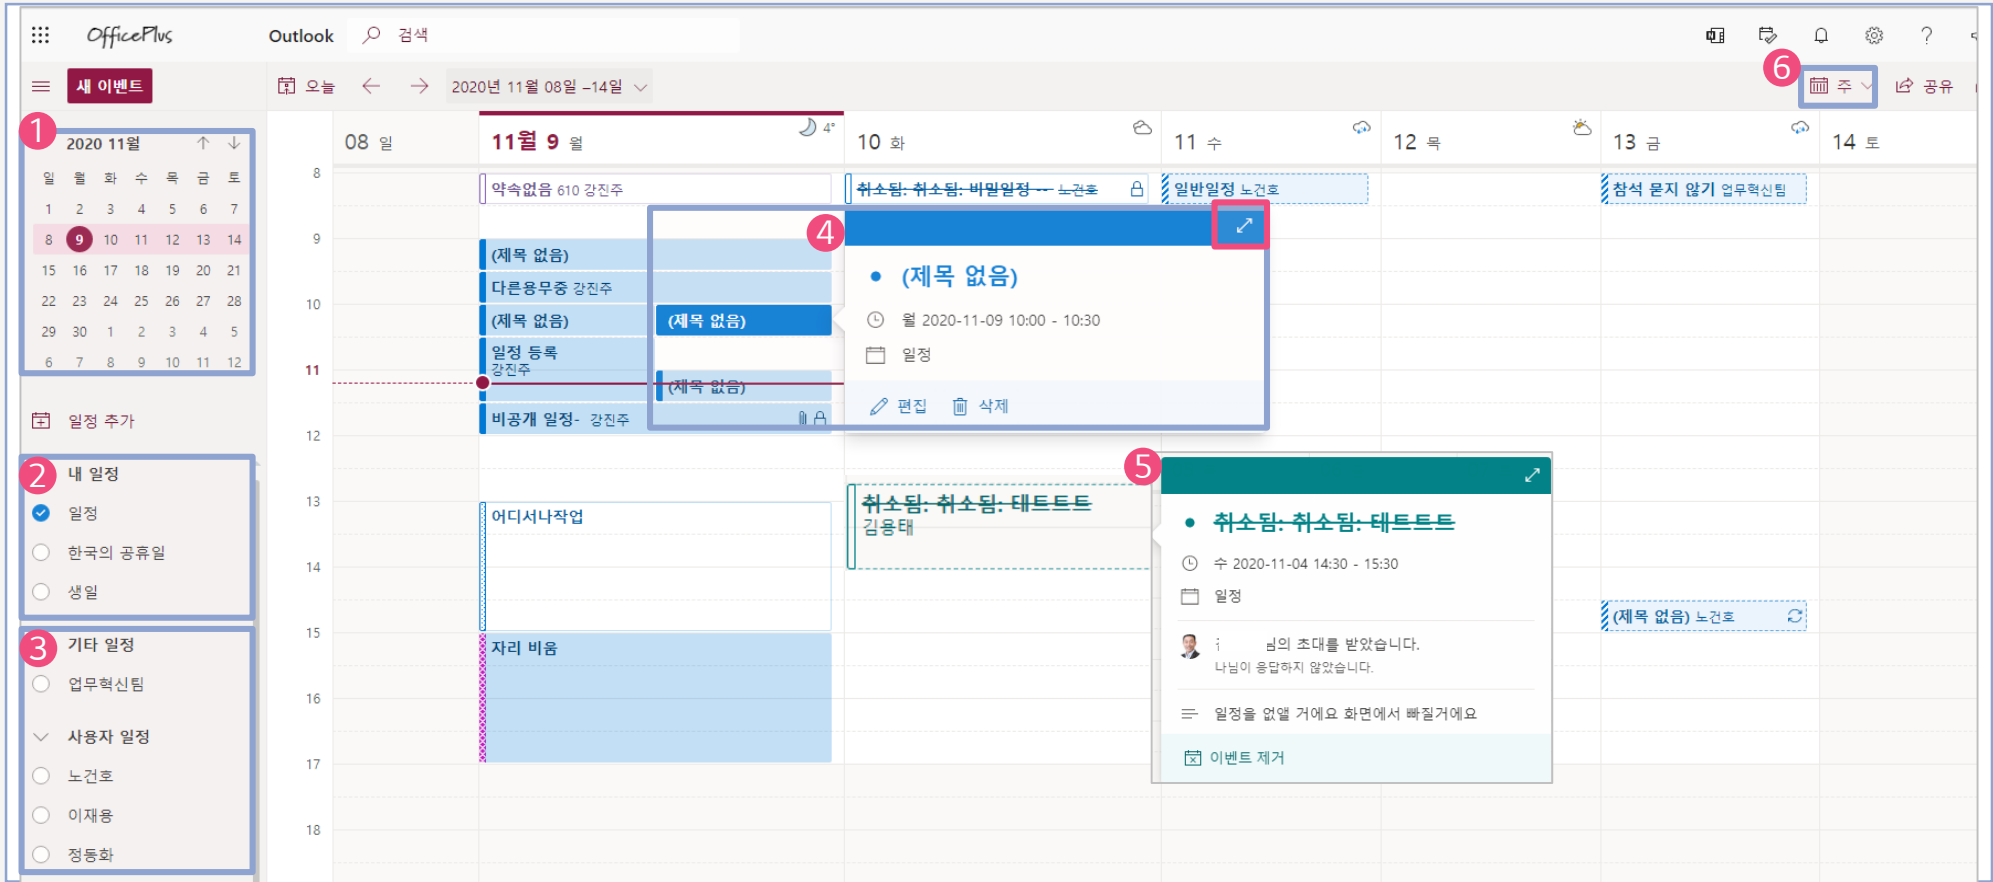 OfficePlus
Outlook
검색
새 이벤트
오늘
2020년 11월 08일 –14일
6
주
공유
1
2020 11월
일 월 화 수 목 금 토
1 2 3 4 5 6 7
8 9 10 11 12 13 14
15 16 17 18 19 20 21
22 23 24 25 26 27 28
29 30 1 2 3 4 5
6 7 8 9 10 11 12
일정 추가
2
내 일정
일정
한국의 공휴일
생일
3
기타 일정
업무혁신팀
사용자 일정
노건호
이재용
정동화
08 일
11월 9 월
4°
10 화
11 수
12 목
13 금
14 토
8
9
10
11
12
13
14
15
16
17
18
약속없음 610 강진주
(제목 없음)
다른용무중 강진주
(제목 없음)
(제목 없음)
일정 등록
강진주
(제목 없음)
비공개 일정- 강진주
어디서나작업
자리 비움
취소됨: 취소됨: 비밀일정 -- 노건호
취소됨: 취소됨: 태트트트
김용태
일반일정 노건호
참석 묻지 않기 업무혁신팀
(제목 없음) 노건호
4
(제목 없음)
월 2020-11-09 10:00 - 10:30
일정
편집
삭제
5
취소됨: 취소됨: 테트트트
수 2020-11-04 14:30 - 15:30
일정
님의 초대를 받았습니다.
나님이 응답하지 않았습니다.
일정을 없앨 거에요 화면에서 빠질거에요
이벤트 제거